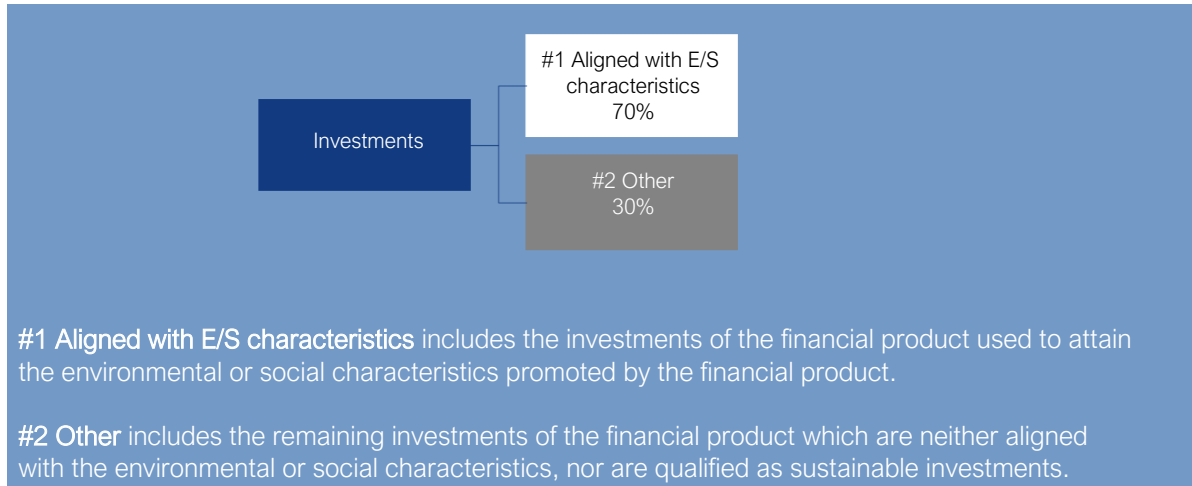 #1 Aligned with E/S
characteristics
70%
Investments
#2 Other
30%
#1 Aligned with E/S characteristics includes the investments of the financial product used to attain
the environmental or social characteristics promoted by the financial product.
#2 Other includes the remaining investments of the financial product which are neither aligned
with the environmental or social characteristics, nor are qualified as sustainable investments.